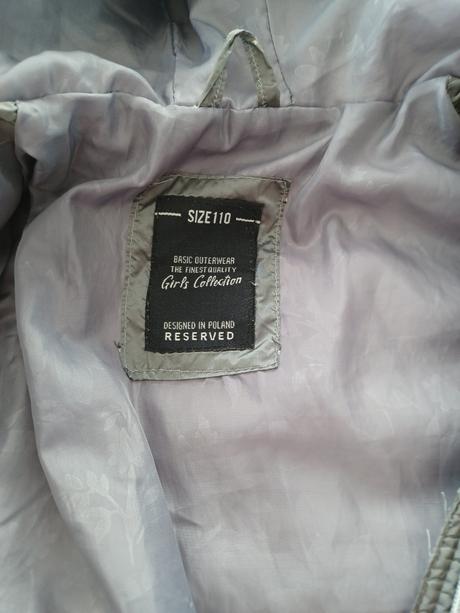 SIZE110
BASIC OUTERWEAR
THE FINEST QUALITY
Girls Collection
DESIGNED IN POLAND
RESERVED